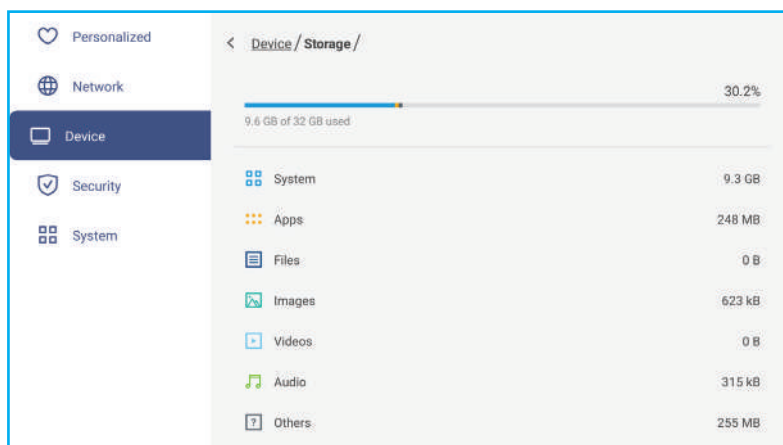 Personalized
Network
Device
Security
System
Device / Storage /
30.2%
9.6 GB of 32 GB used
System 9.3 GB
Apps 248 MB
Files 0 B
Images 623 kB
Videos 0 B
Audio 315 kB
? Others 255 MB